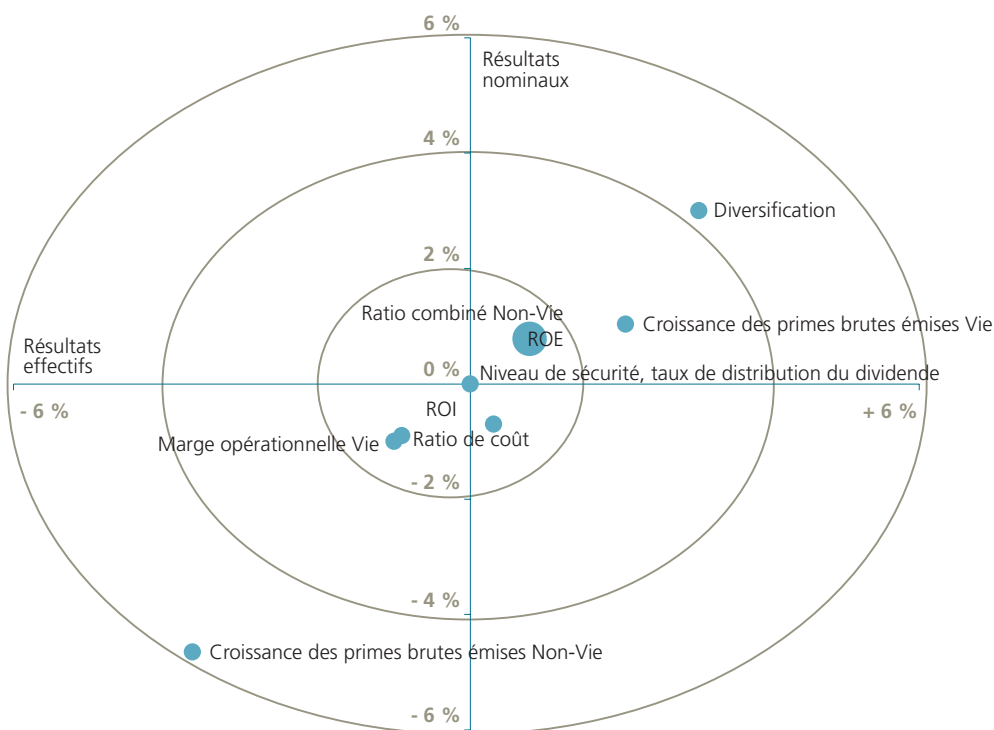 6 %
Résultats
nominaux
4 %
Diversification
2 %
Ratio combiné Non-Vie
Croissance des primes brutes émises Vie
ROE
Résultats
effectifs
0 %
Niveau de sécurité, taux de distribution du dividende
- 6 %
ROI
+ 6 %
Marge opérationnelle Vie
Ratio de coût
- 2 %
- 4 %
Croissance des primes brutes émises Non-Vie
- 6 %